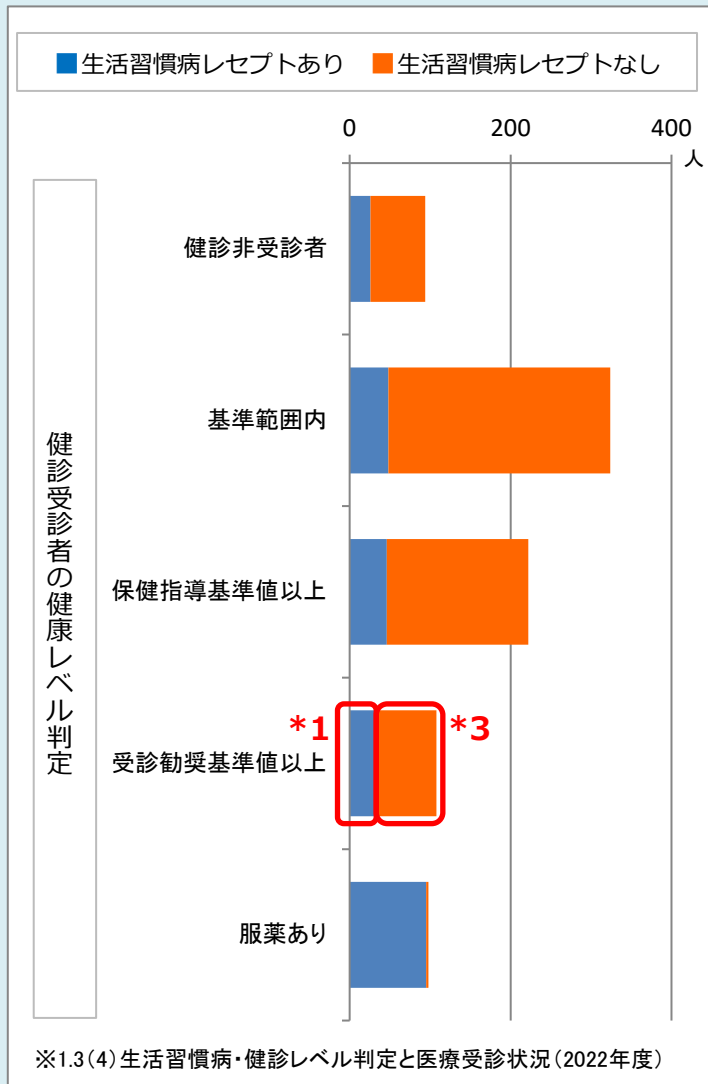 生活習慣病レセプトあり 生活習慣病レセプトなし
0 200 400
人
健診受診者の健康レベル判定
健診非受診者
基準範囲内
保健指導基準値以上
*1 *3
受診勧奨基準値以上
服薬あり
※1.3(4)生活習慣病・健診レベル判定と医療受診状況(2022年度)